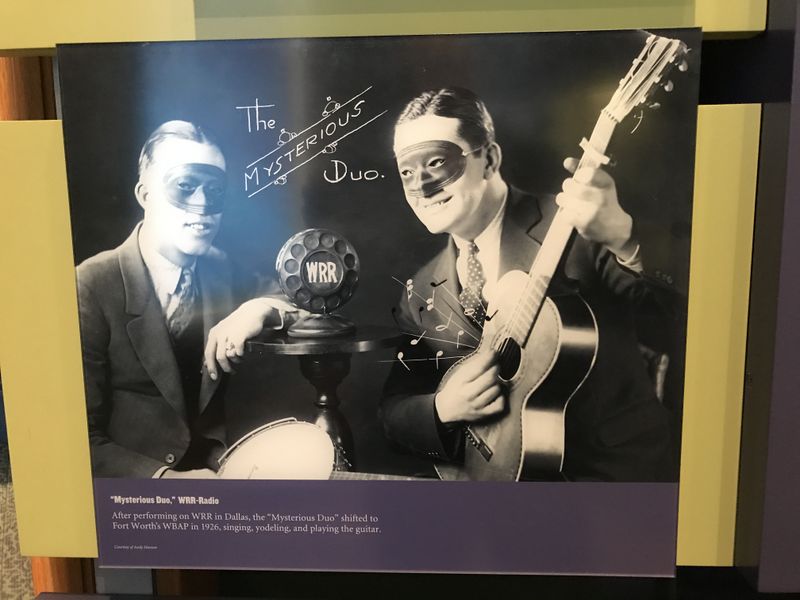 The
MYSTERIOUS
Duo.
WRR
"Mysterious Duo," WRR-Radio
After performing on WRR in Dallas, the "Mysterious Duo" shifted to
Fort Worth's WBAP in 1926, singing, yodeling, and playing the guitar.